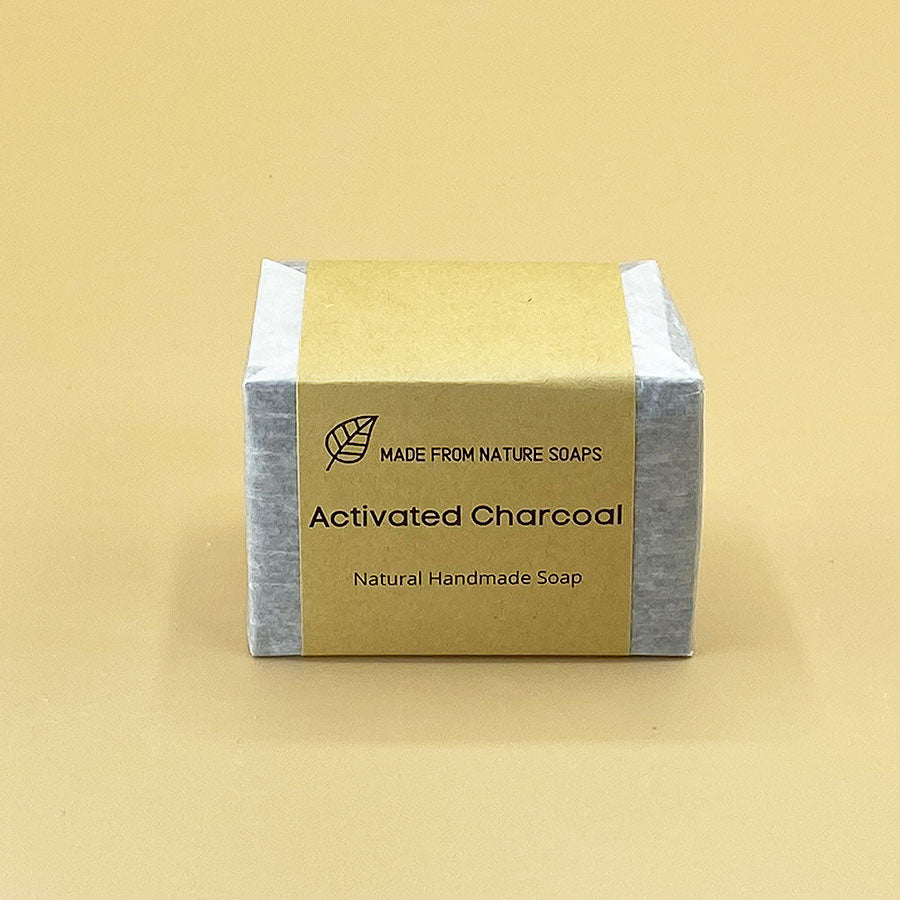 MADE FROM NATURE SOAPS
Activated Charcoal
Natural Handmade Soap